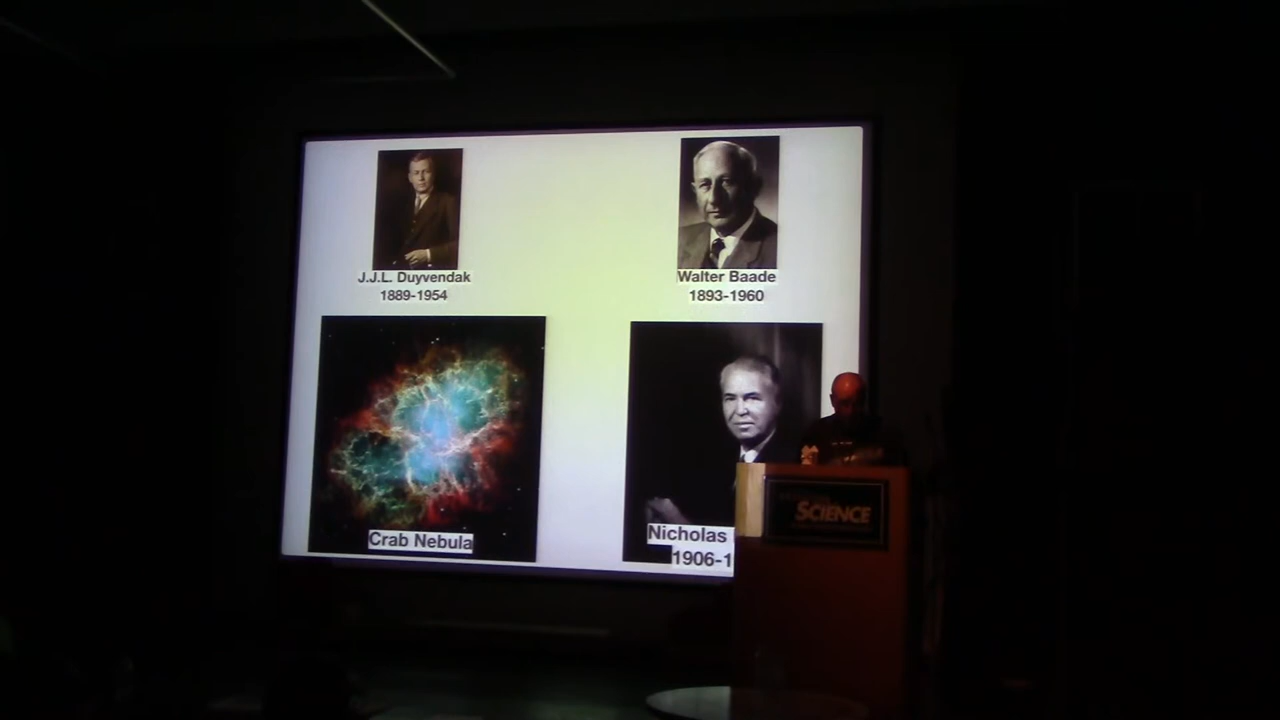 J.J.L. Duyvendak
1889-1954
Walter Baade
1893-1960
Crab Nebula
Nicholas
1906-1
SCIENCE